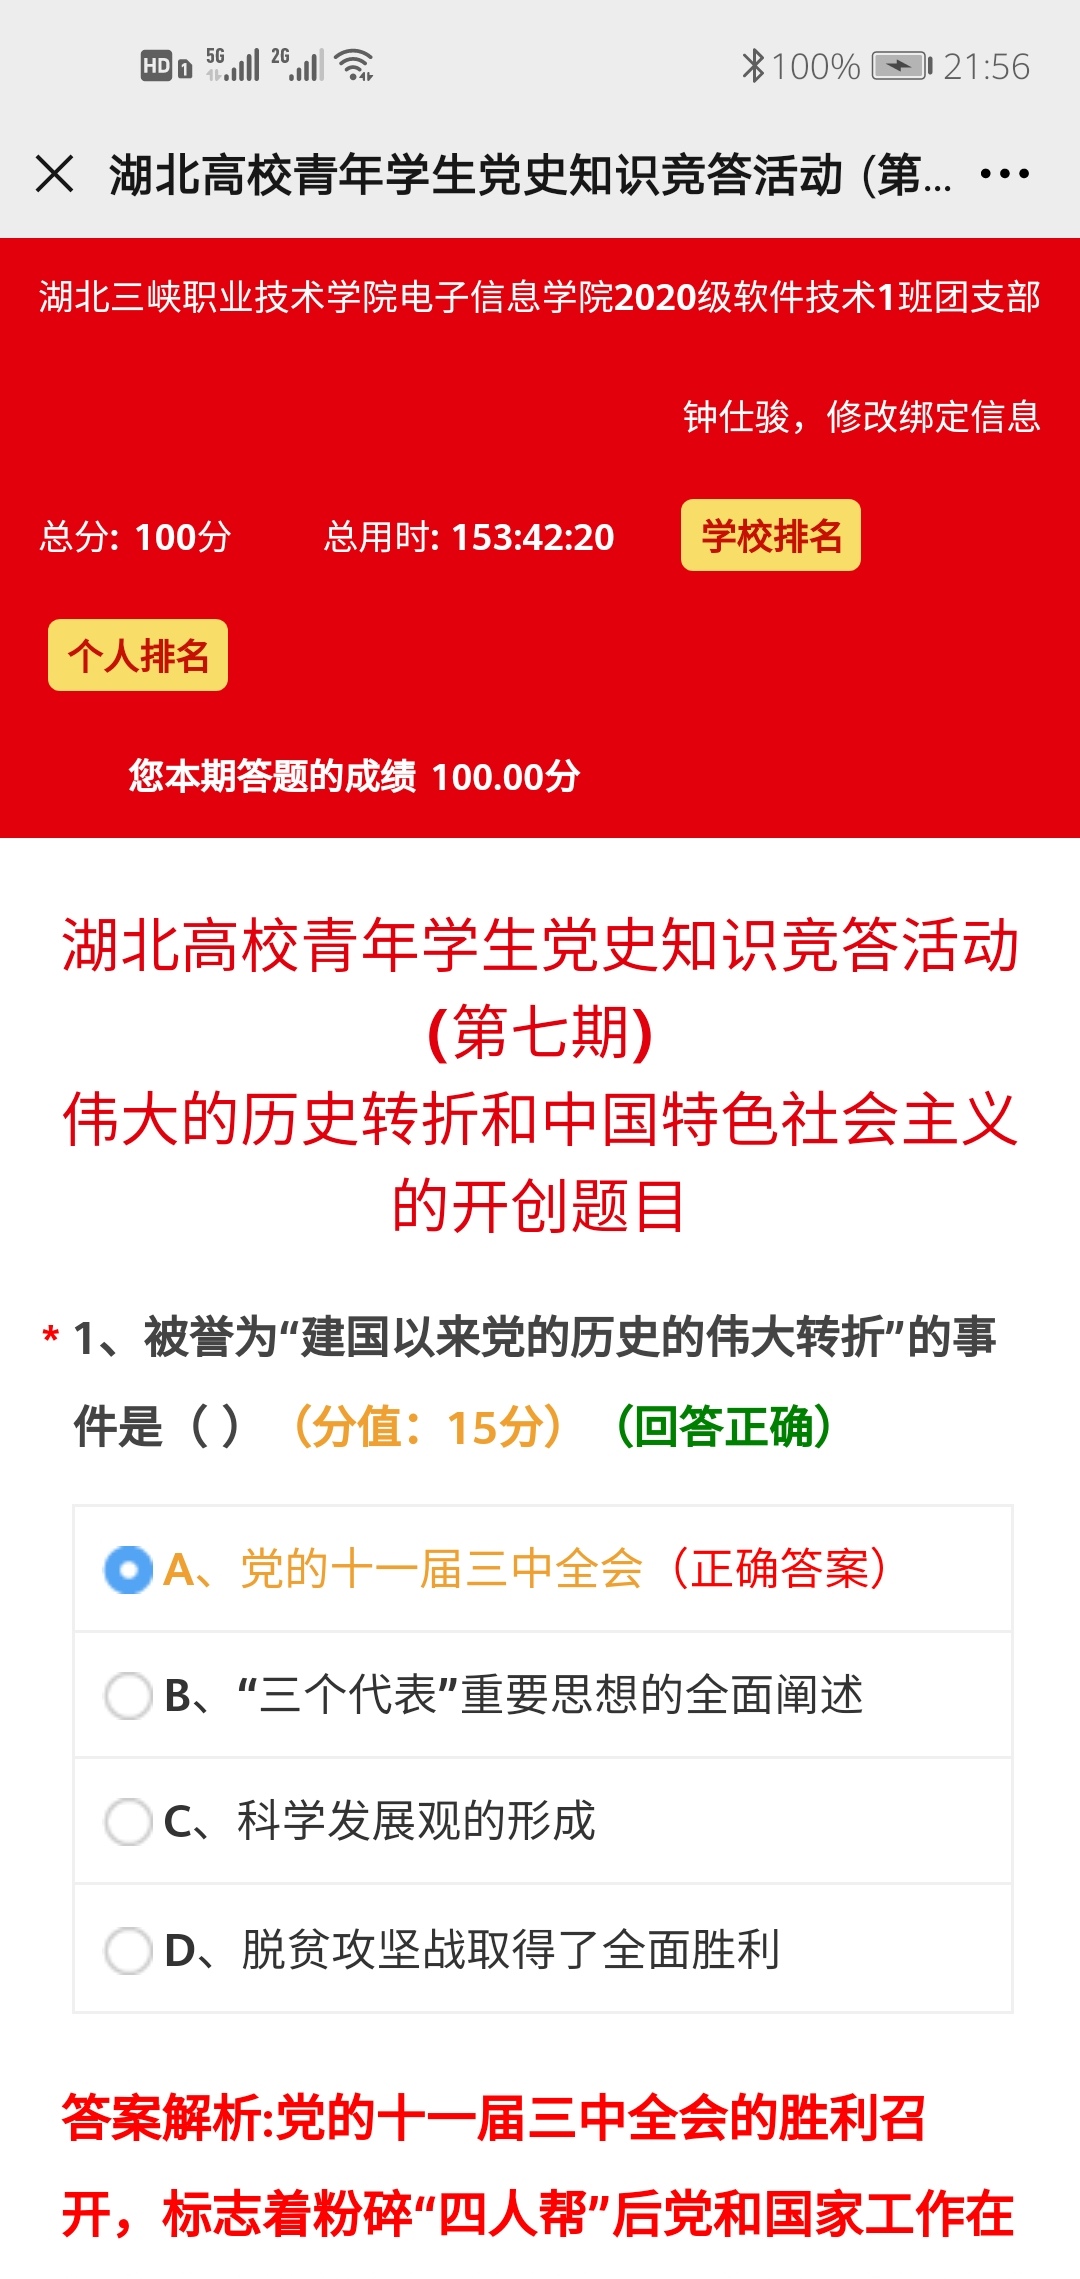 HD 1 5G 2G 100% 21:56
湖北高校青年学生党史知识竞答活动 (第... 
湖北三峡职业技术学院电子信息学院2020级软件技术1班团支部
钟仕骏，修改绑定信息
总分: 100分 总用时: 153:42:20 学校排名
个人排名
您本期答题的成绩 100.00分
湖北高校青年学生党史知识竞答活动
(第七期)
伟大的历史转折和中国特色社会主义
的开创题目
* 1、被誉为“建国以来党的历史的伟大转折”的事
件是（ ）（分值：15分）（回答正确）
A、党的十一届三中全会（正确答案）
B、“三个代表”重要思想的全面阐述
C、科学发展观的形成
D、脱贫攻坚战取得了全面胜利
答案解析:党的十一届三中全会的胜利召
开，标志着粉碎“四人帮”后党和国家工作在